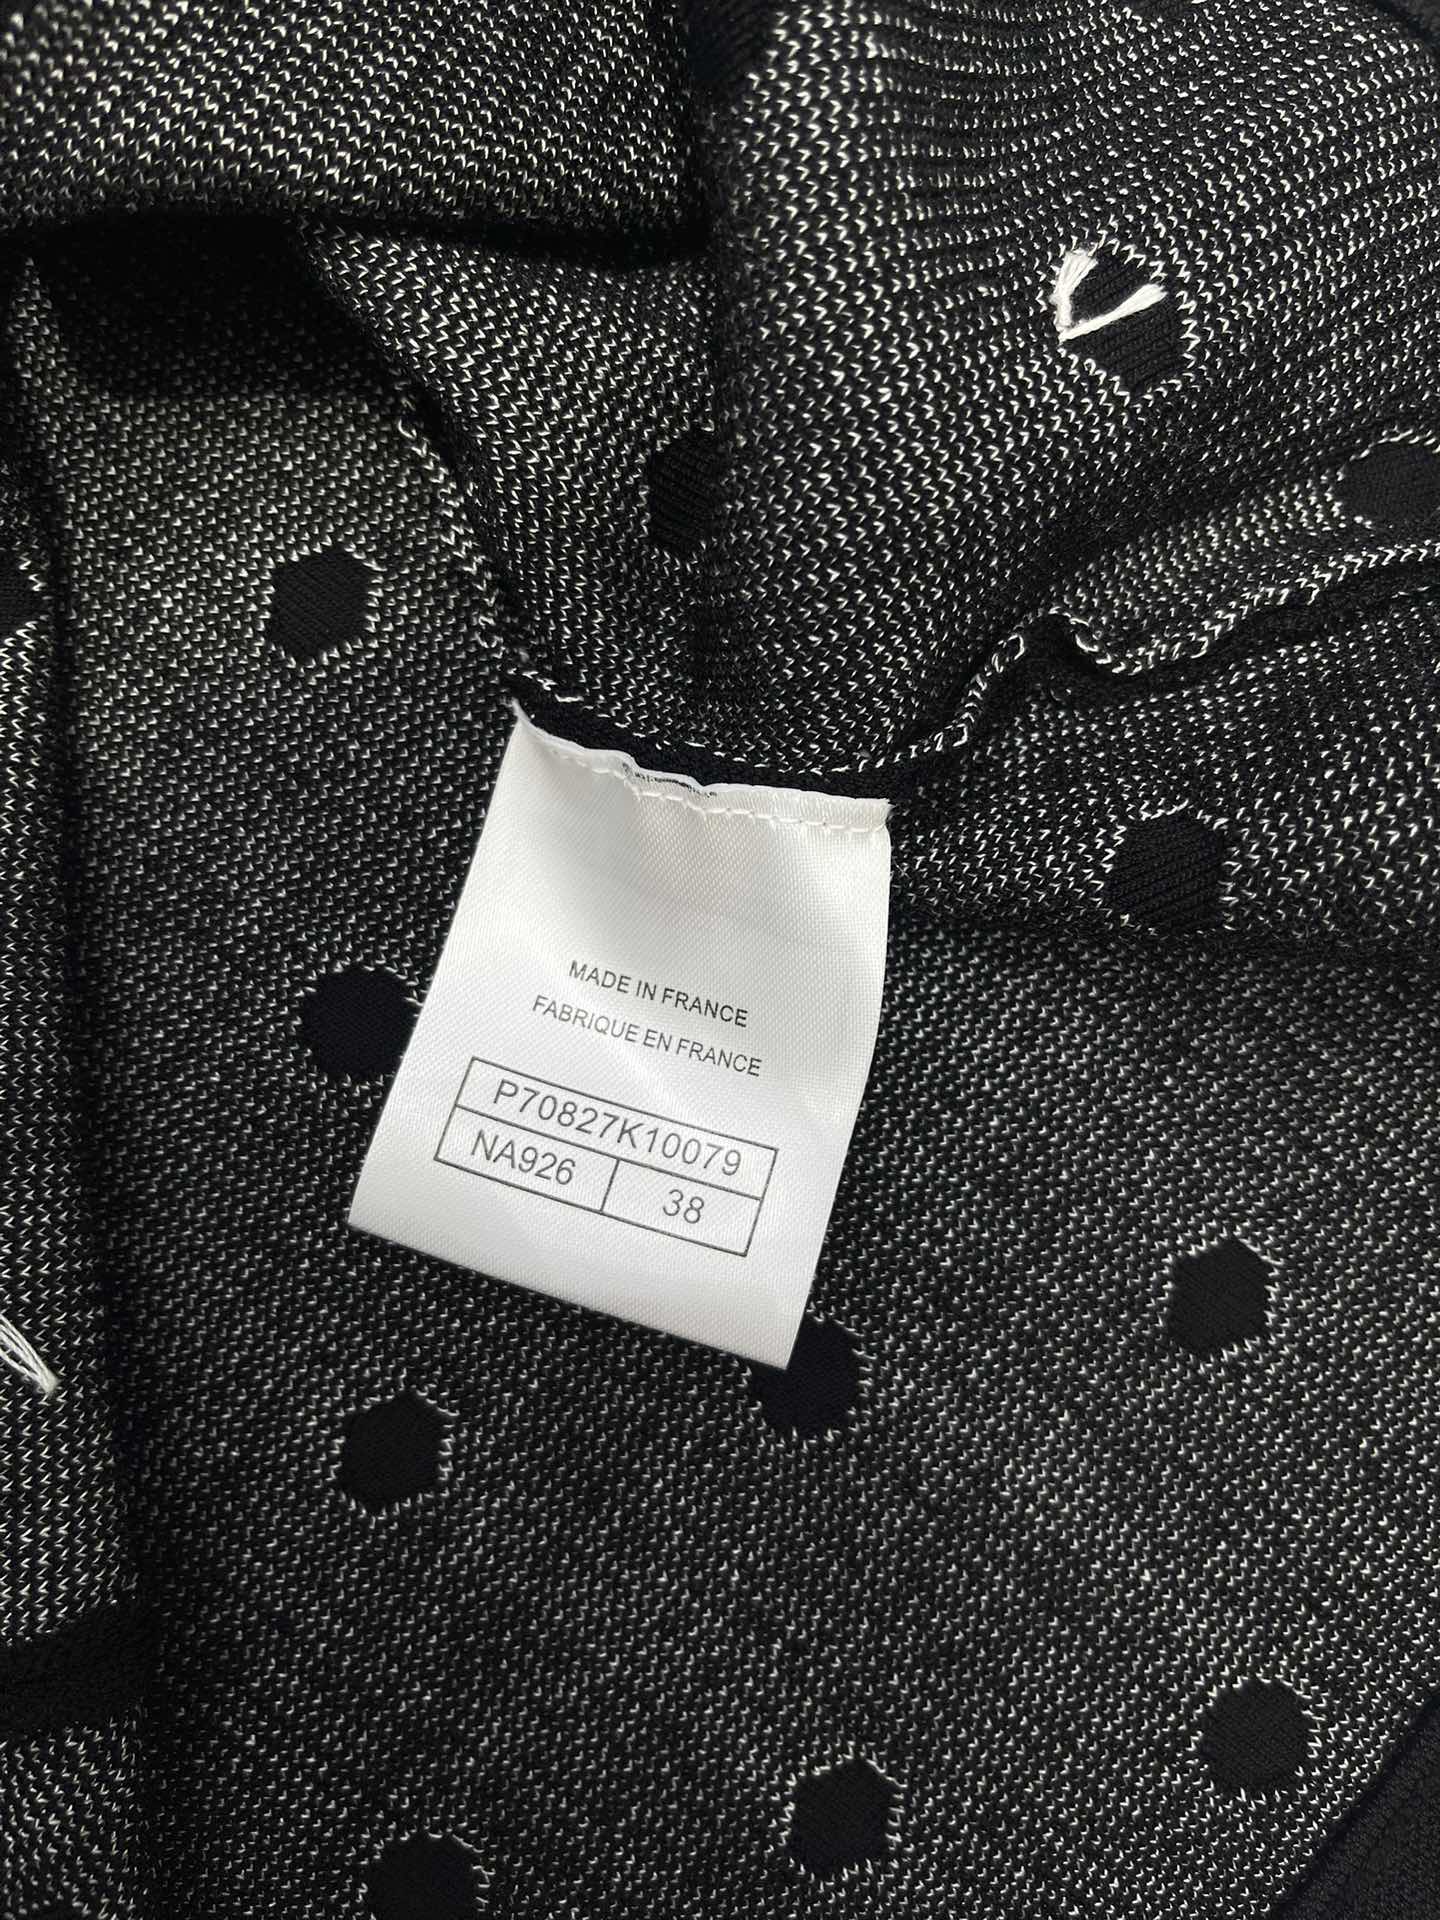 MADE IN FRANCE
FABRIQUE EN FRANCE
P70827K10079
NA926 38